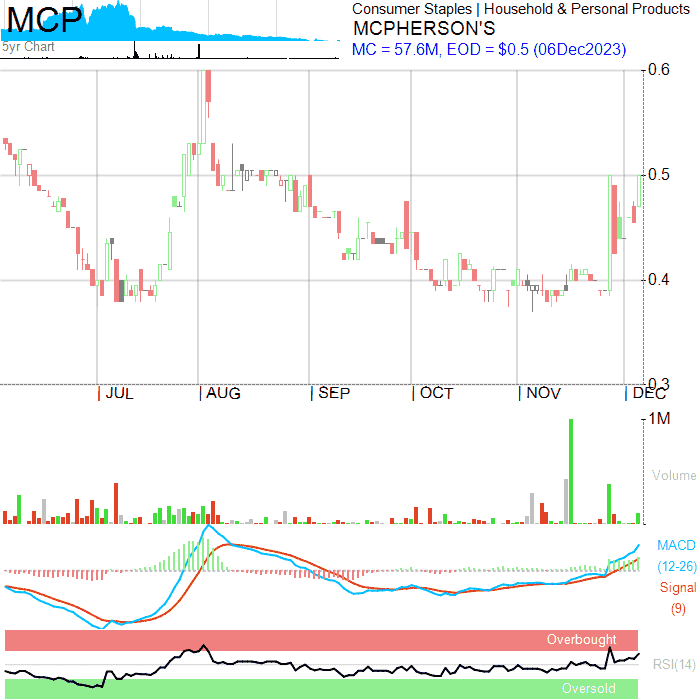 MCP
Consumer Staples | Household & Personal Products
MCPHERSON'S
MC = 57.6M, EOD = $0.5 (06Dec2023)
5yr Chart
0.6
0.5
0.4
0.3
| JUL | AUG | SEP | OCT | NOV | DEC
1M
Volume
MACD
(12-26)
Signal
(9)
Overbought
RSI(14)
Oversold